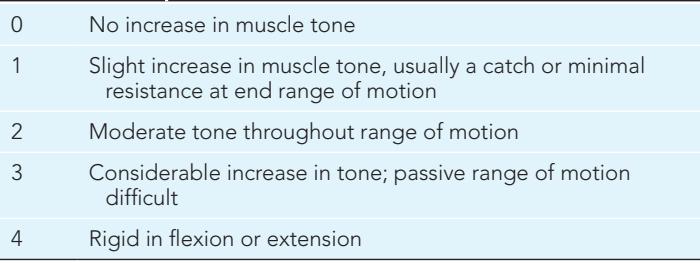 0 No increase in muscle tone
1 Slight increase in muscle tone, usually a catch or minimal
resistance at end range of motion
2 Moderate tone throughout range of motion
3 Considerable increase in tone; passive range of motion
difficult
4 Rigid in flexion or extension